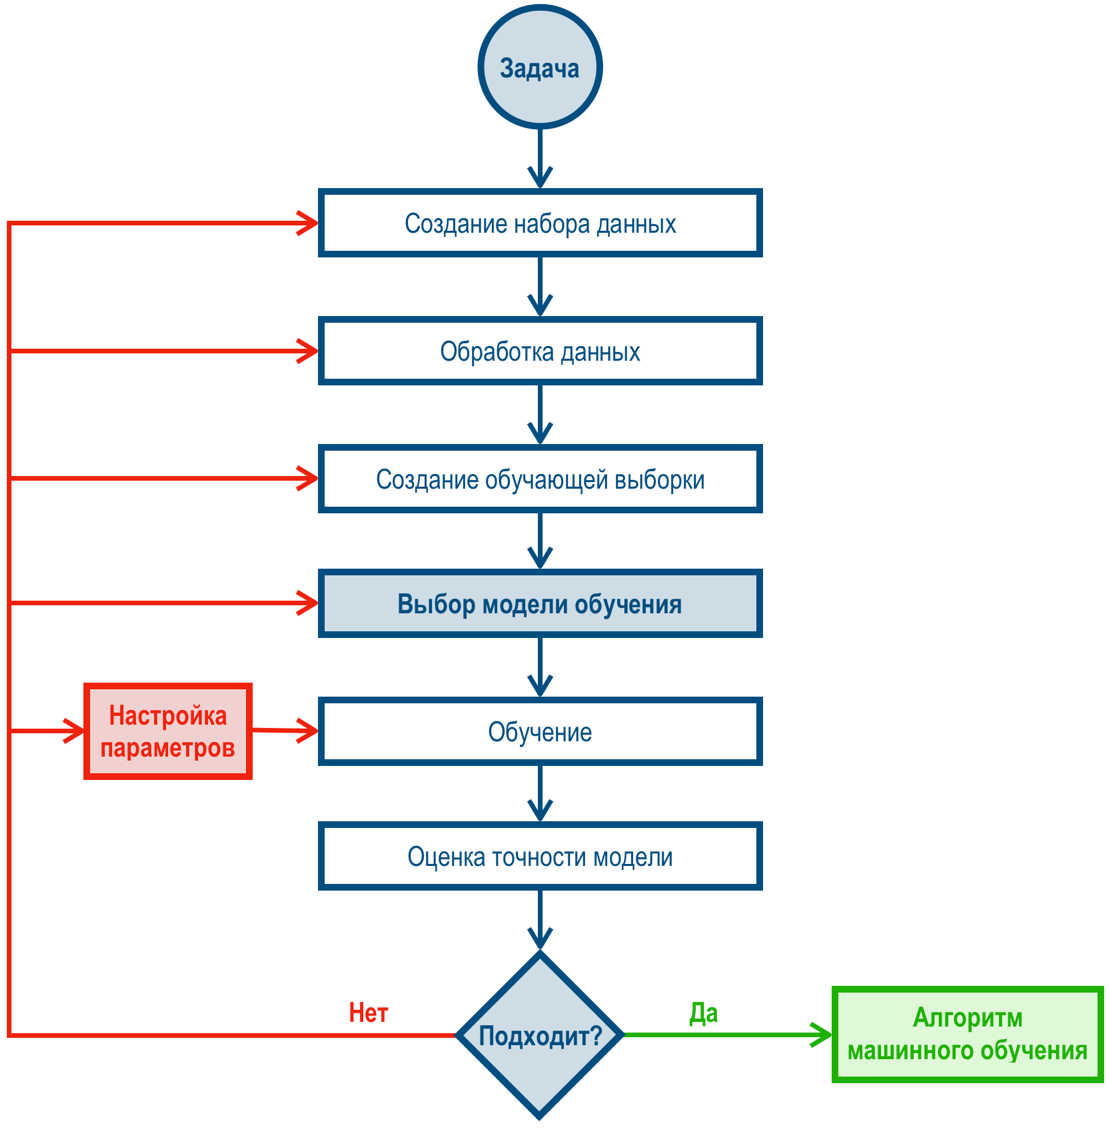 Задача
Создание набора данных
Обработка данных
Создание обучающей выборки
Выбор модели обучения
Настройка
параметров
Обучение
Оценка точности модели
Нет
Подходит?
Да
Алгоритм
машинного обучения